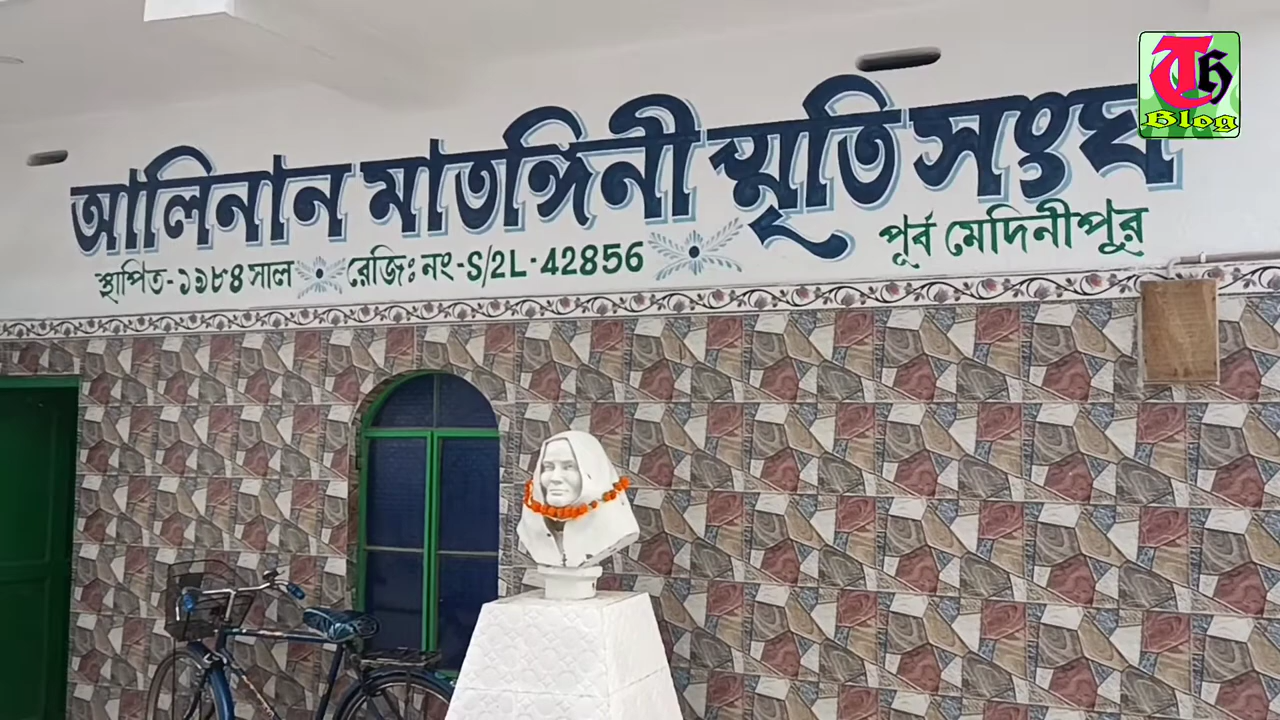 আলিনান মাতঙ্গিনী স্মৃতি সংঘ
স্থাপিত-১৯৮৪ সাল রেজিঃ নং-S/2L-42856
পূর্ব মেদিনীপুর
Th
Blog